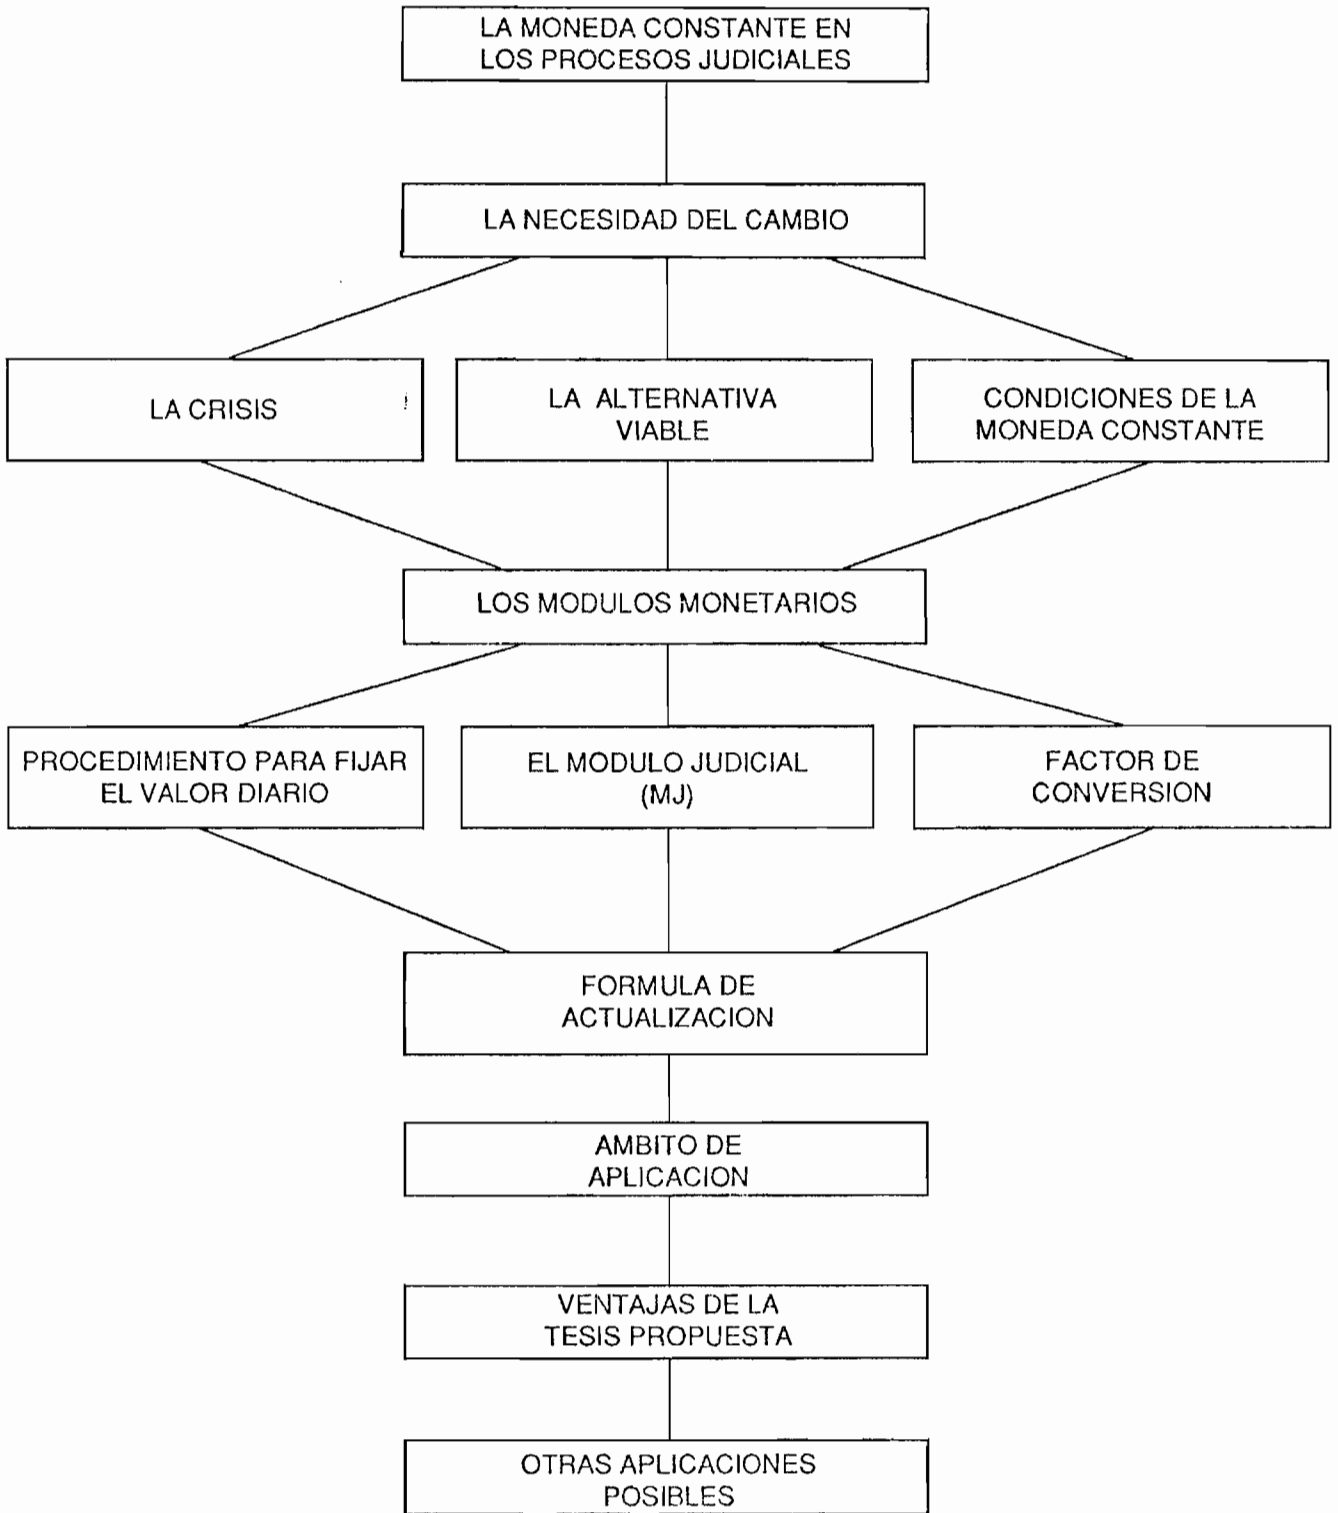 LA MONEDA CONSTANTE EN
LOS PROCESOS JUDICIALES
LA NECESIDAD DEL CAMBIO
LA CRISIS
LA ALTERNATIVA
VIABLE
CONDICIONES DE LA
MONEDA CONSTANTE
LOS MODULOS MONETARIOS
PROCEDIMIENTO PARA FIJAR
EL VALOR DIARIO
EL MODULO JUDICIAL
(MJ)
FACTOR DE
CONVERSION
FORMULA DE
ACTUALIZACION
AMBITO DE
APLICACION
VENTAJAS DE LA
TESIS PROPUESTA
OTRAS APLICACIONES
POSIBLES